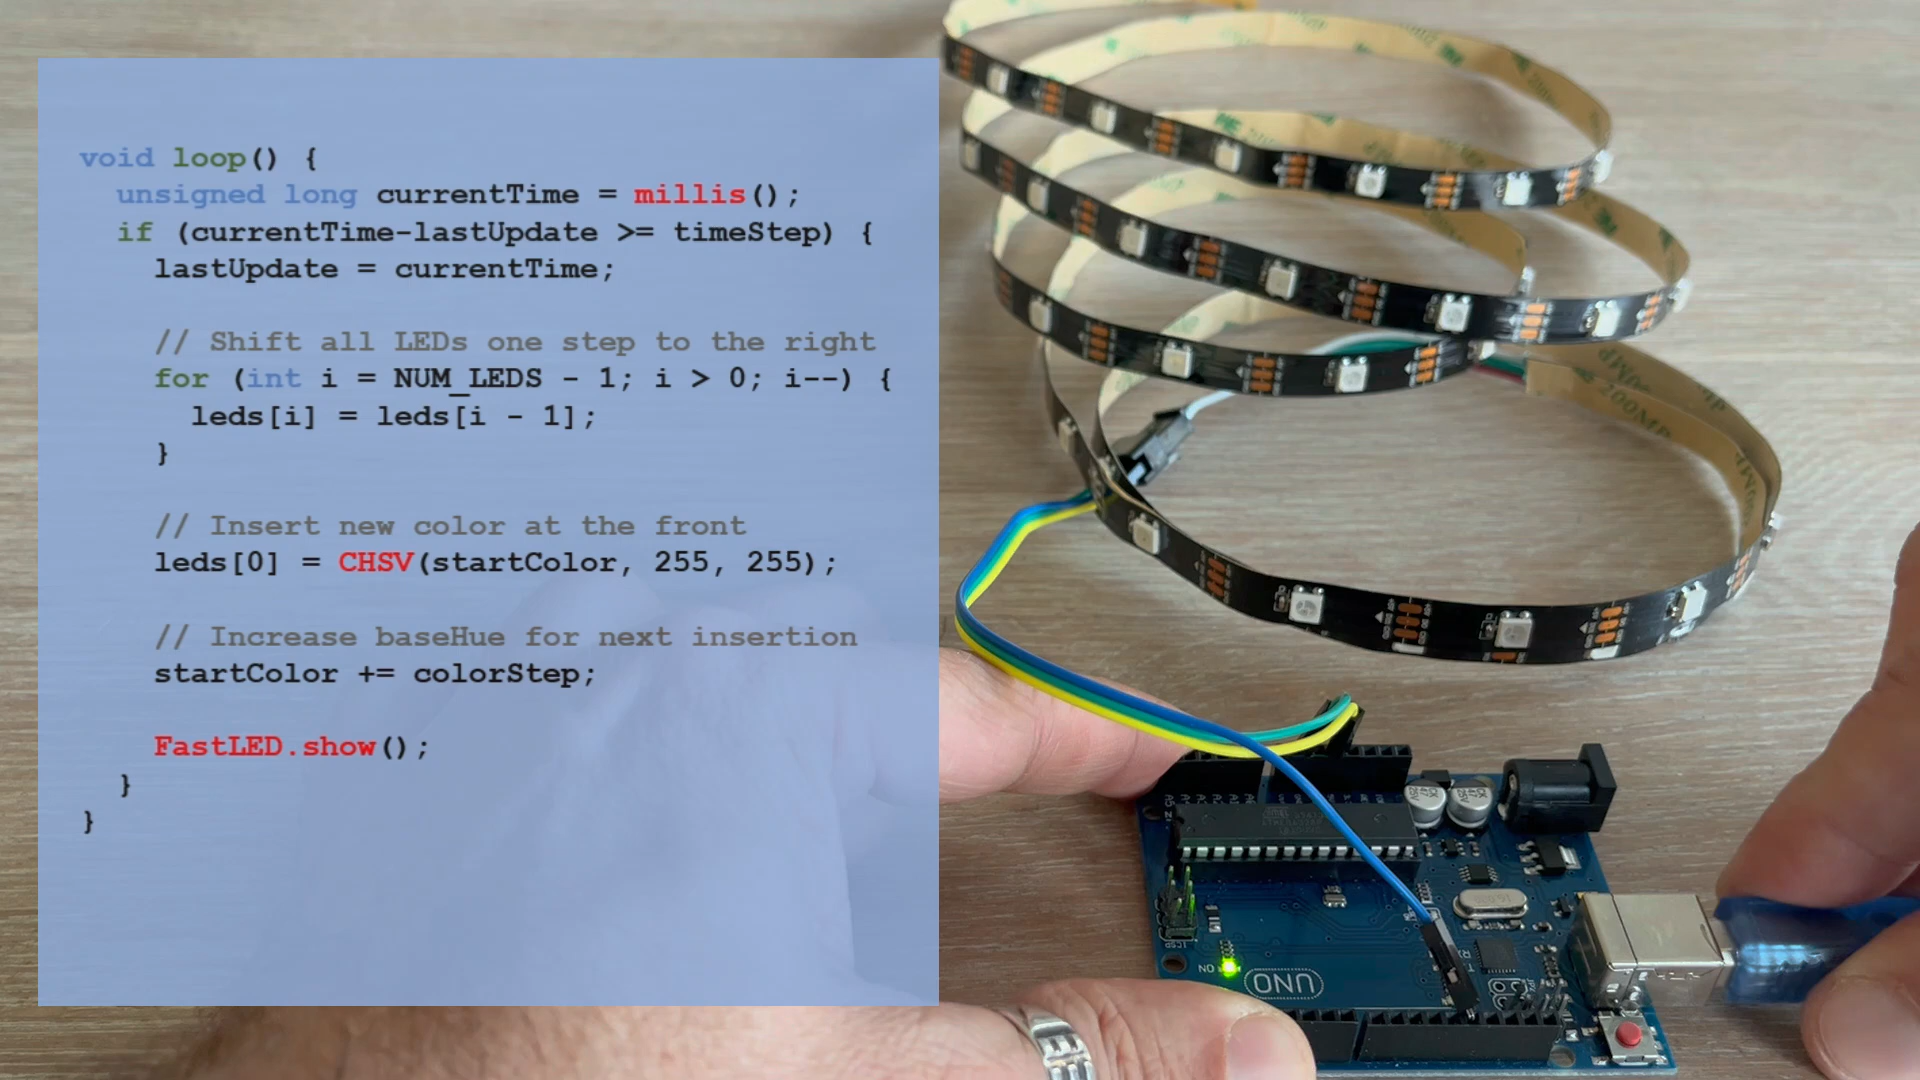 void loop() {
unsigned long currentTime = millis();
if (currentTime-lastUpdate >= timeStep) {
lastUpdate = currentTime;
// Shift all LEDs one step to the right
for (int i = NUM_LEDS - 1; i > 0; i--) {
leds[i] = leds[i - 1];
}
// Insert new color at the front
leds[0] = CHSV(startColor, 255, 255);
// Increase baseHue for next insertion
startColor += colorStep;
FastLED.show();
}
}
200MP
ICSP
ON
UNO